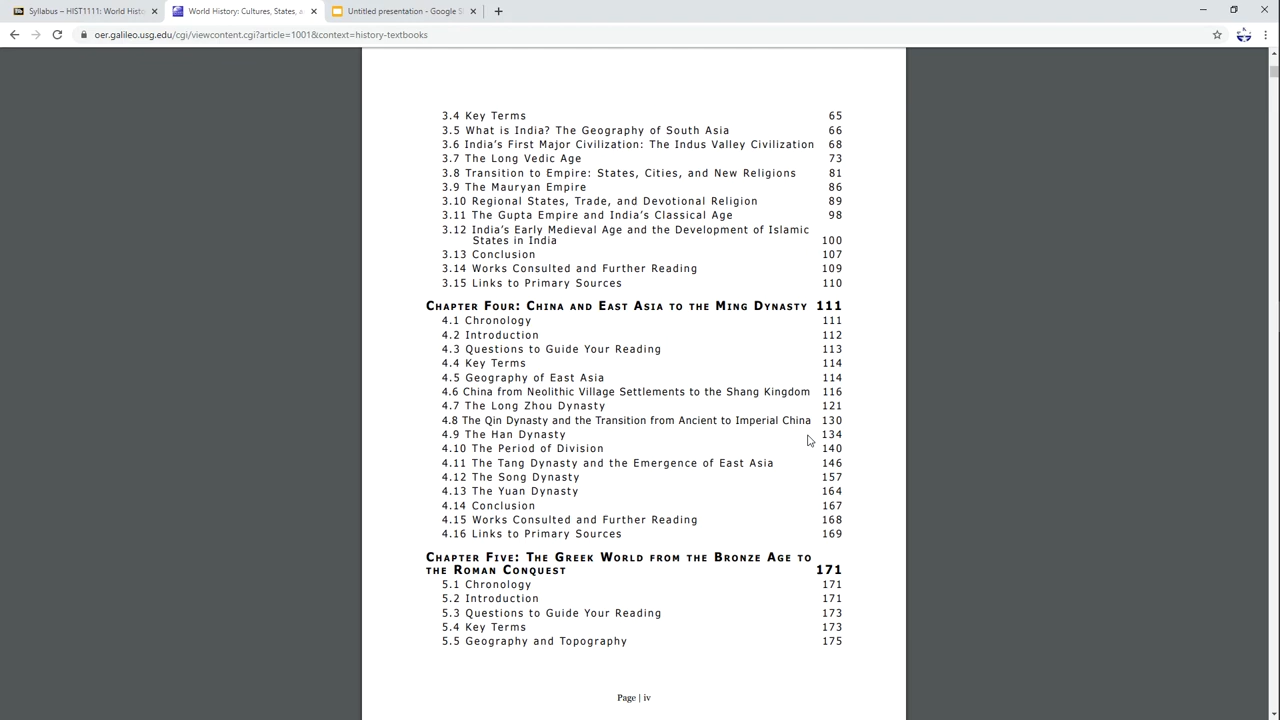 Syllabus – HIST1111: World Histo
World History: Cultures, States, a
Untitled presentation - Google Sl
oer.galileo.usg.edu/cgi/viewcontent.cgi?article=1001&context=history-textbooks
3.4 Key Terms 65
3.5 What is India? The Geography of South Asia 66
3.6 India's First Major Civilization: The Indus Valley Civilization 68
3.7 The Long Vedic Age 73
3.8 Transition to Empire: States, Cities, and New Religions 81
3.9 The Mauryan Empire 86
3.10 Regional States, Trade, and Devotional Religion 89
3.11 The Gupta Empire and India's Classical Age 98
3.12 India's Early Medieval Age and the Development of Islamic
States in India 100
3.13 Conclusion 107
3.14 Works Consulted and Further Reading 109
3.15 Links to Primary Sources 110
CHAPTER FOUR: CHINA AND EAST ASIA TO THE MING DYNASTY 111
4.1 Chronology 111
4.2 Introduction 112
4.3 Questions to Guide Your Reading 113
4.4 Key Terms 114
4.5 Geography of East Asia 114
4.6 China from Neolithic Village Settlements to the Shang Kingdom 116
4.7 The Long Zhou Dynasty 121
4.8 The Qin Dynasty and the Transition from Ancient to Imperial China 130
4.9 The Han Dynasty 134
4.10 The Period of Division 140
4.11 The Tang Dynasty and the Emergence of East Asia 146
4.12 The Song Dynasty 157
4.13 The Yuan Dynasty 164
4.14 Conclusion 167
4.15 Works Consulted and Further Reading 168
4.16 Links to Primary Sources 169
CHAPTER FIVE: THE GREEK WORLD FROM THE BRONZE AGE TO
THE ROMAN CONQUEST 171
5.1 Chronology 171
5.2 Introduction 171
5.3 Questions to Guide Your Reading 173
5.4 Key Terms 173
5.5 Geography and Topography 175
Page | iv